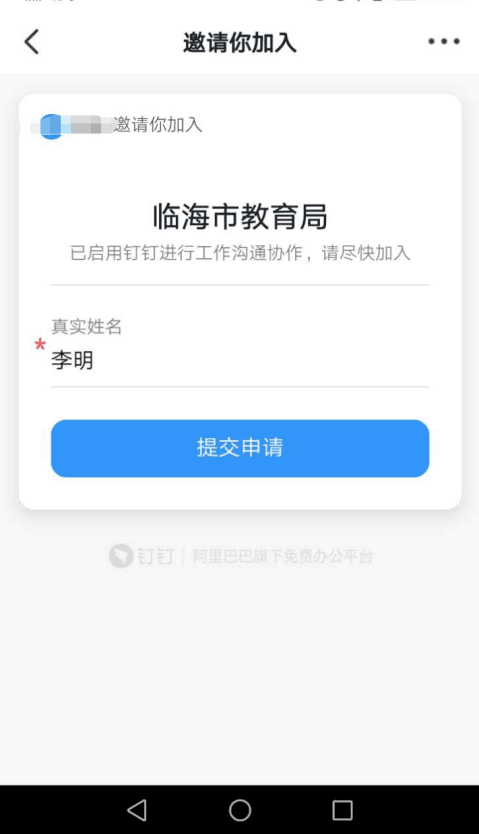 邀请你加入
邀请你加入
临海市教育局
已启用钉钉进行工作沟通协作，请尽快加入
真实姓名
*
李明
提交申请
钉钉 | 阿里巴巴旗下免费办公平台